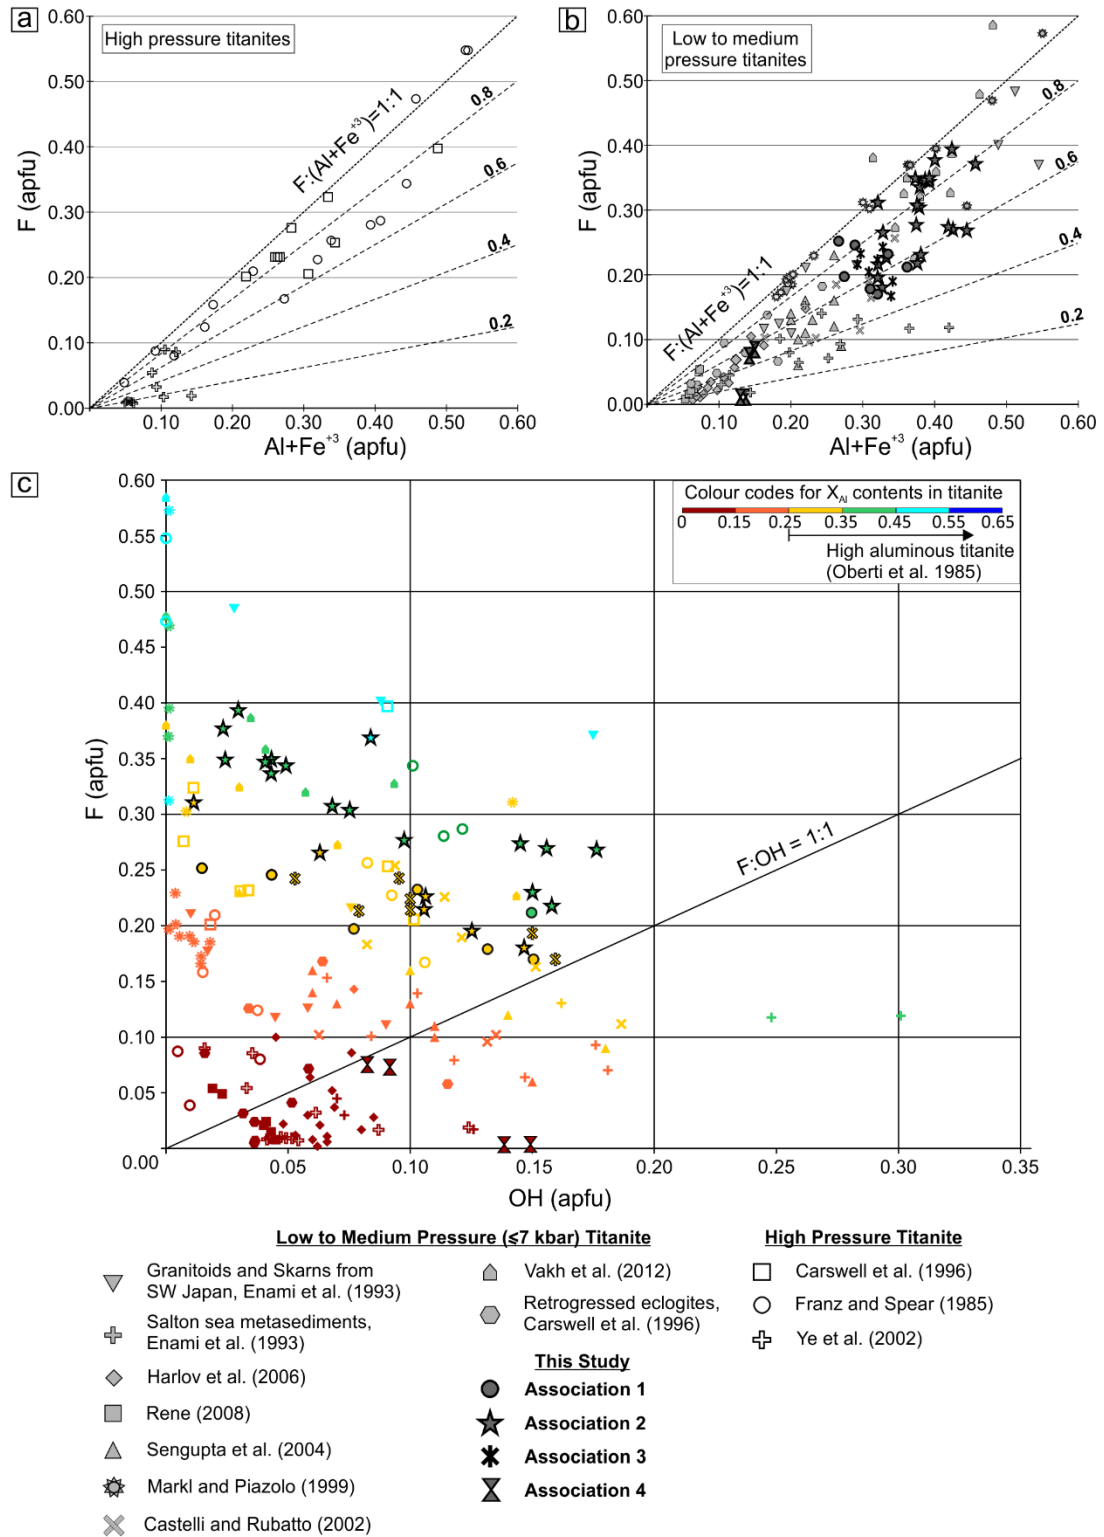 a
High pressure titanites
0.60
0.50
0.40
0.30
0.20
0.10
0.00
F (apfu)
F:(Al+Fe+3)=1:1
0.8
0.6
0.4
0.2
0.10
0.20
0.30
0.40
0.50
0.60
Al+Fe+3 (apfu)
b
Low to medium
pressure titanites
0.60
0.50
0.40
0.30
0.20
0.10
0.00
F (apfu)
F:(Al+Fe+3)=1:1
0.8
0.6
0.4
0.2
0.10
0.20
0.30
0.40
0.50
0.60
Al+Fe+3 (apfu)
c
Colour codes for XAl contents in titanite
0 0.15 0.25 0.35 0.45 0.55 0.65
High aluminous titanite
(Oberti et al. 1985)
0.60
0.55
0.50
0.45
0.40
0.35
0.30
0.25
0.20
0.15
0.10
0.05
0.00
F (apfu)
F:OH = 1:1
0.05
0.10
0.15
0.20
0.25
0.30
0.35
OH (apfu)
Low to Medium Pressure (≤7 kbar) Titanite
Granitoids and Skarns from
SW Japan, Enami et al. (1993)
Salton sea metasediments,
Enami et al. (1993)
Harlov et al. (2006)
Rene (2008)
Sengupta et al. (2004)
Markl and Piazolo (1999)
Castelli and Rubatto (2002)
Vakh et al. (2012)
Retrogressed eclogites,
Carswell et al. (1996)
This Study
Association 1
Association 2
Association 3
Association 4
High Pressure Titanite
Carswell et al. (1996)
Franz and Spear (1985)
Ye et al. (2002)